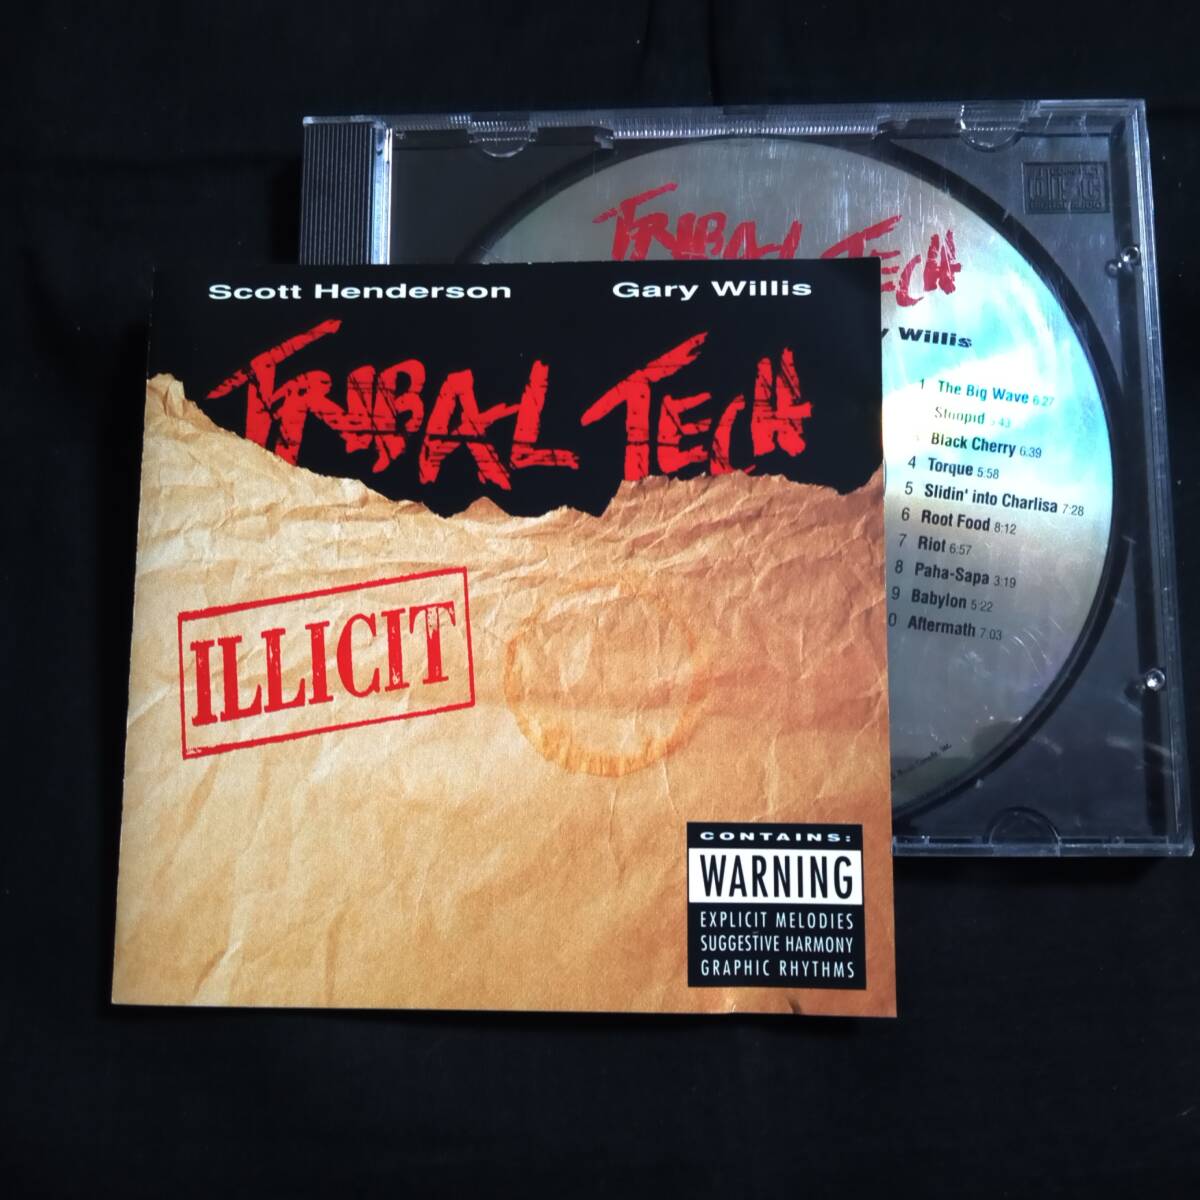 Scott Henderson Gary Willis
TRIBAL TECH
ILLICIT
CONTAINS:
WARNING
EXPLICIT MELODIES
SUGGESTIVE HARMONY
GRAPHIC RHYTHMS
TRIBAL TECH
Willis
1 The Big Wave 6:27
Stoopid 5:43
Black Cherry 6:39
4 Torque 5:58
5 Slidin' into Charlisa 7:28
6 Root Food 8:12
7 Riot 6:57
8 Paha-Sapa 3:19
9 Babylon 5:22
0 Aftermath 7:03